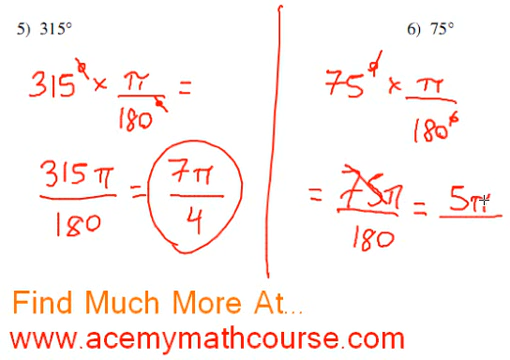 5) 315°
315° × π/180° =
315π/180 = 7π/4
6) 75°
75° × π/180°
= 75π/180 = 5π/
Find Much More At...
www.acemymathcourse.com